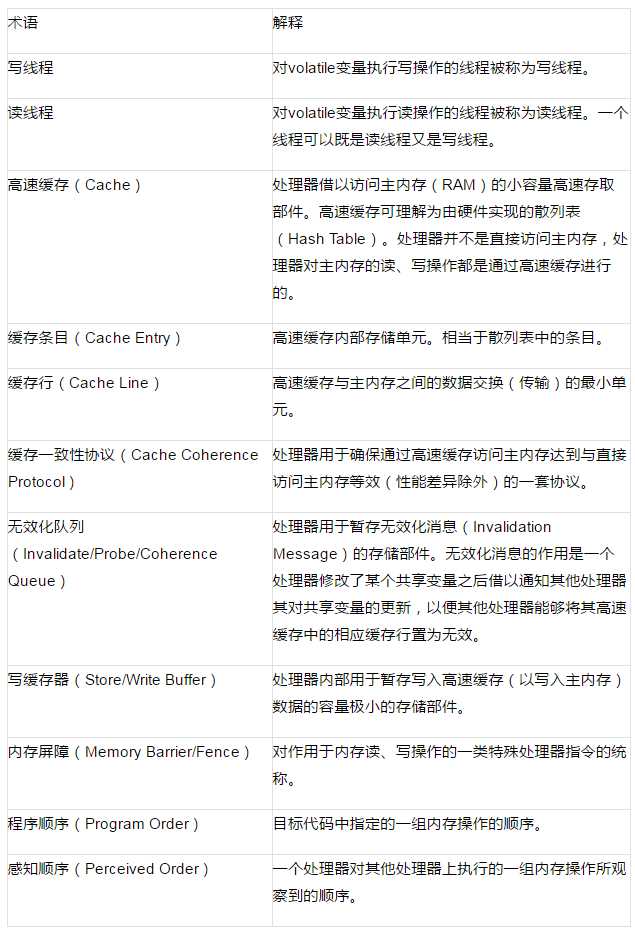 术语
解释
写线程
对volatile变量执行写操作的线程被称为写线程。
读线程
对volatile变量执行读操作的线程被称为读线程。一个
线程可以既是读线程又是写线程。
高速缓存（Cache）
处理器借以访问主内存（RAM）的小容量高速存取
部件。高速缓存可理解为由硬件实现的散列表
（Hash Table）。处理器并不是直接访问主内存，处
理器对主内存的读、写操作都是通过高速缓存进行
的。
缓存条目（Cache Entry）
高速缓存内部存储单元。相当于散列表中的条目。
缓存行（Cache Line）
高速缓存与主内存之间的数据交换（传输）的最小单
元。
缓存一致性协议（Cache Coherence
Protocol）
处理器用于确保通过高速缓存访问主内存达到与直接
访问主内存等效（性能差异除外）的一套协议。
无效化队列
（Invalidate/Probe/Coherence
Queue）
处理器用于暂存无效化消息（Invalidation
Message）的存储部件。无效化消息的作用是一个
处理器修改了某个共享变量之后借以通知其他处理器
其对共享变量的更新，以便其他处理器能够将其高速
缓存中的相应缓存行置为无效。
写缓存器（Store/Write Buffer）
处理器内部用于暂存写入高速缓存（以写入主内存）
数据的容量极小的存储部件。
内存屏障（Memory Barrier/Fence）
对作用于内存读、写操作的一类特殊处理器指令的统
称。
程序顺序（Program Order）
目标代码中指定的一组内存操作的顺序。
感知顺序（Perceived Order）
一个处理器对其他处理器上执行的一组内存操作所观
察到的顺序。